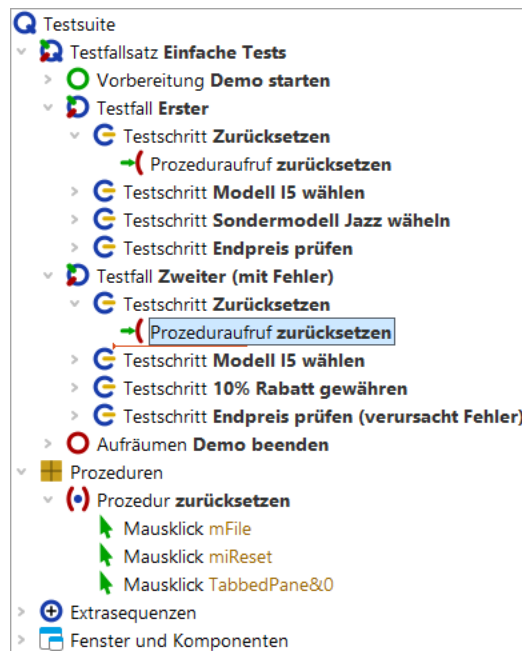 Testsuite
Testfallsatz Einfache Tests
Vorbereitung Demo starten
Testfall Erster
Testschritt Zurücksetzen
Prozeduraufruf zurücksetzen
Testschritt Modell I5 wählen
Testschritt Sondermodell Jazz wäheln
Testschritt Endpreis prüfen
Testfall Zweiter (mit Fehler)
Testschritt Zurücksetzen
Prozeduraufruf zurücksetzen
Testschritt Modell I5 wählen
Testschritt 10% Rabatt gewähren
Testschritt Endpreis prüfen (verursacht Fehler)
Aufräumen Demo beenden
Prozeduren
Prozedur zurücksetzen
Mausklick mFile
Mausklick miReset
Mausklick TabbedPane&0
Extrasequenzen
Fenster und Komponenten